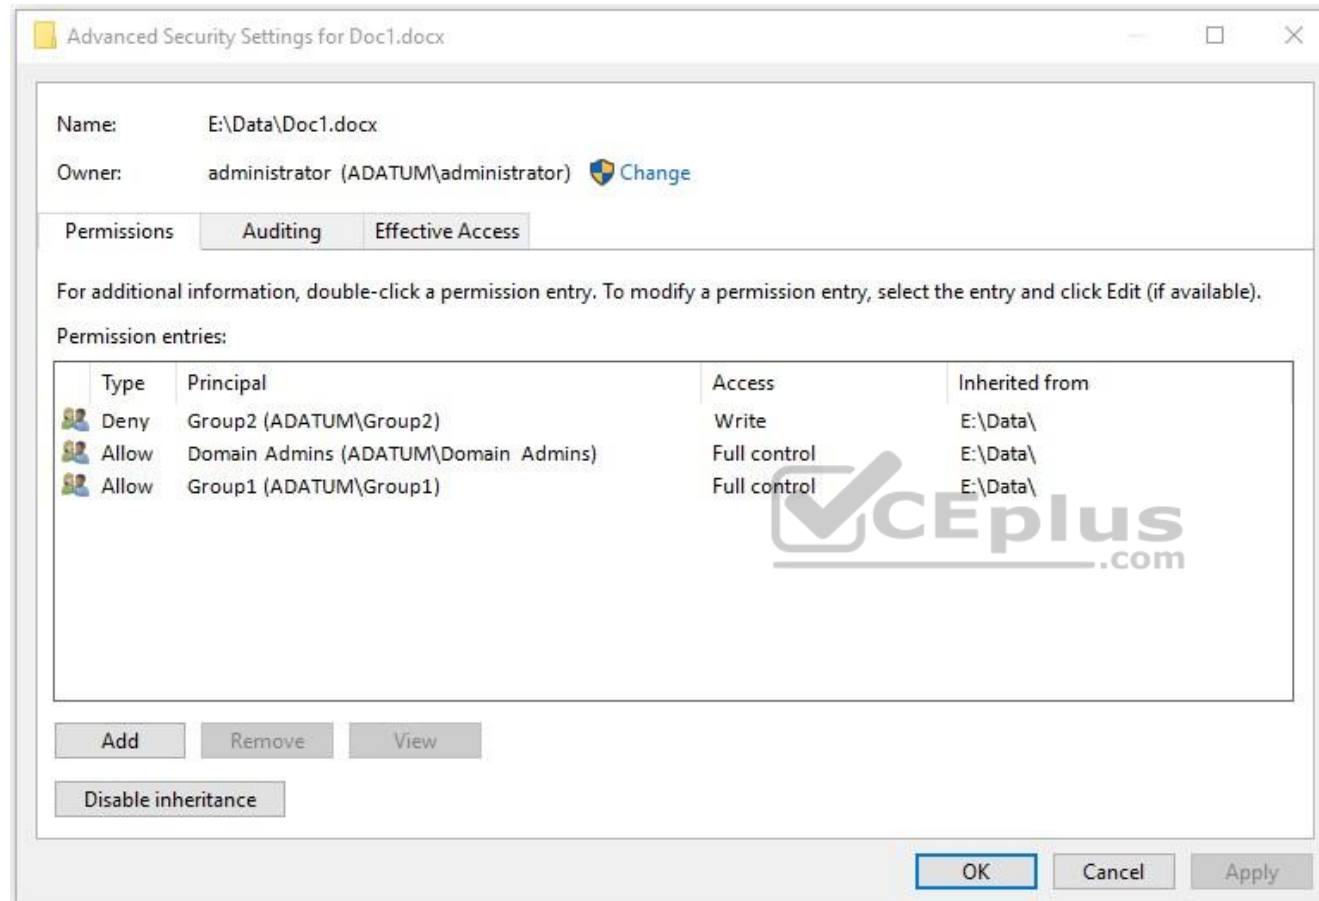 Advanced Security Settings for Doc1.docx
Name: E:\Data\Doc1.docx
Owner: administrator (ADATUM\administrator) Change
Permissions Auditing Effective Access
For additional information, double-click a permission entry. To modify a permission entry, select the entry and click Edit (if available).
Permission entries:
Type Principal Access Inherited from
Deny Group2 (ADATUM\Group2) Write E:\Data\
Allow Domain Admins (ADATUM\Domain Admins) Full control E:\Data\
Allow Group1 (ADATUM\Group1) Full control E:\Data\
CEplus
.com
Add Remove View
Disable inheritance
OK Cancel Apply